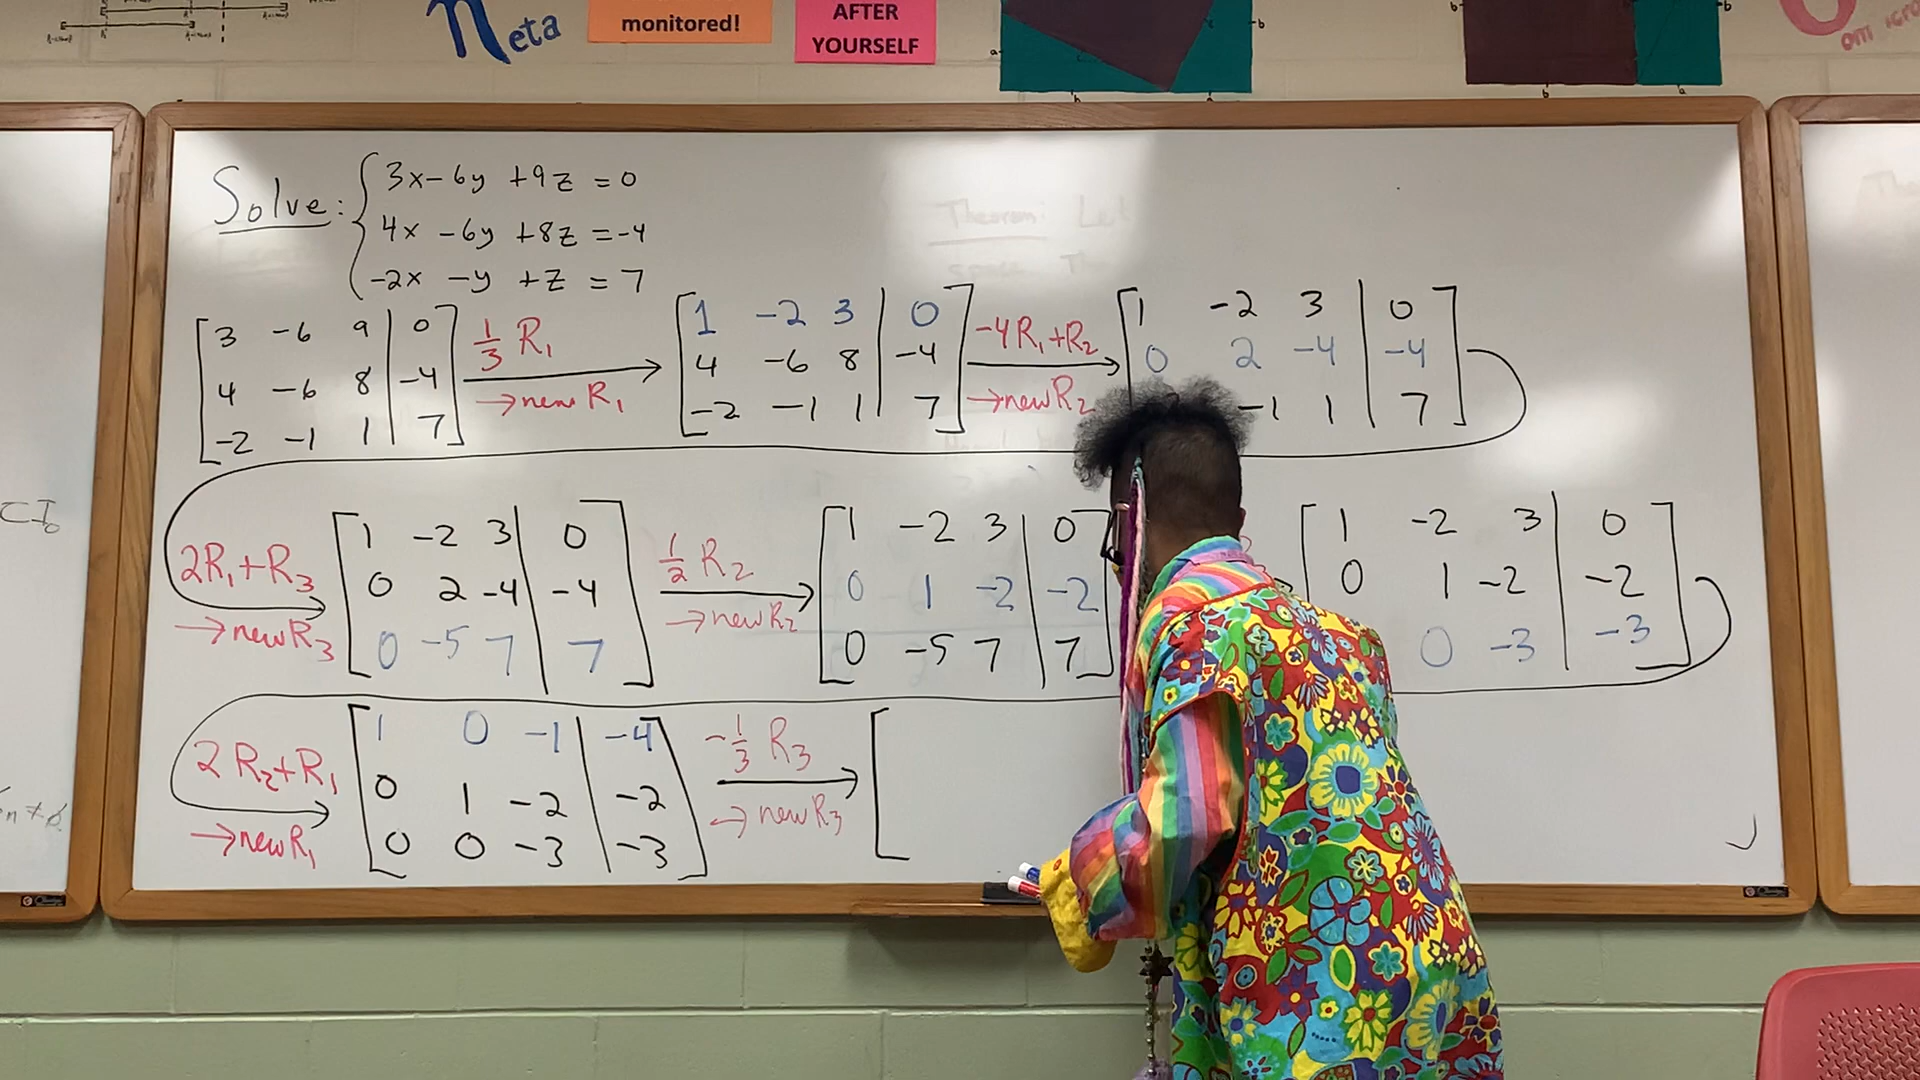 neta
monitored!
AFTER
YOURSELF
Solve:
3x - 6y + 9z = 0
4x - 6y + 8z = -4
-2x - y + z = 7
3 -6 9 | 0
4 -6 8 | -4
-2 -1 1 | 7
1/3 R1
→ new R1
1 -2 3 | 0
4 -6 8 | -4
-2 -1 1 | 7
-4R1+R2
→ new R2
1 -2 3 | 0
0 2 -4 | -4
-1 1 | 7
2R1+R3
→ new R3
1 -2 3 | 0
0 2 -4 | -4
0 -5 7 | 7
1/2 R2
→ new R2
1 -2 3 | 0
0 1 -2 | -2
0 -5 7 | 7
1 -2 3 | 0
0 1 -2 | -2
0 -3 | -3
2R2+R1
→ new R1
1 0 -1 | -4
0 1 -2 | -2
0 0 -3 | -3
-1/3 R3
→ new R3
Theorem: Let